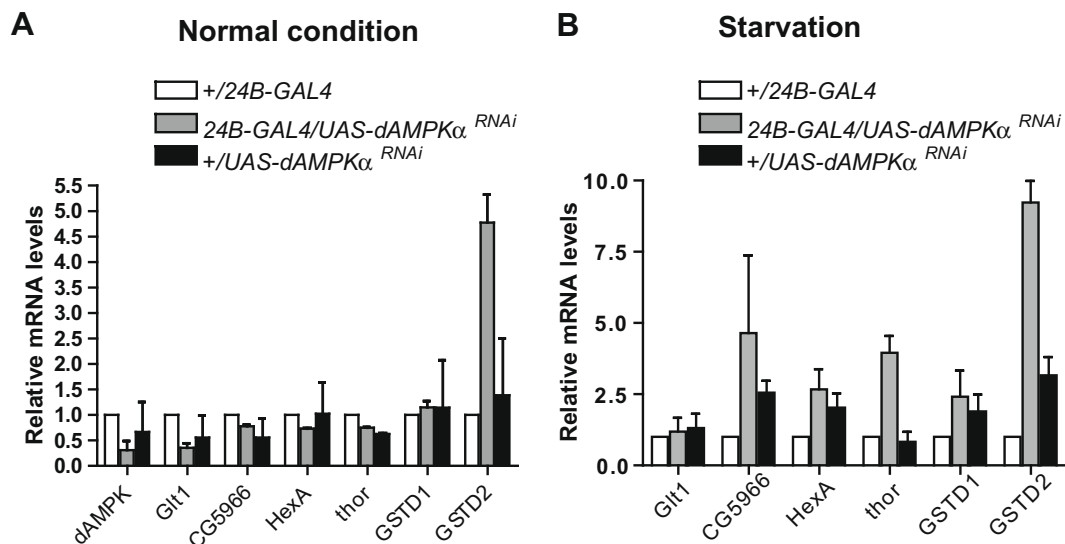 A
Normal condition
+/24B-GAL4
24B-GAL4/UAS-dAMPKα RNAi
+/UAS-dAMPKα RNAi
Relative mRNA levels
5.5
5.0
4.5
4.0
3.5
3.0
2.5
2.0
1.5
1.0
0.5
0.0
dAMPK
Glt1
CG5966
HexA
thor
GSTD1
GSTD2
B
Starvation
+/24B-GAL4
24B-GAL4/UAS-dAMPKα RNAi
+/UAS-dAMPKα RNAi
Relative mRNA levels
10.0
7.5
5.0
2.5
0.0
Glt1
CG5966
HexA
thor
GSTD1
GSTD2